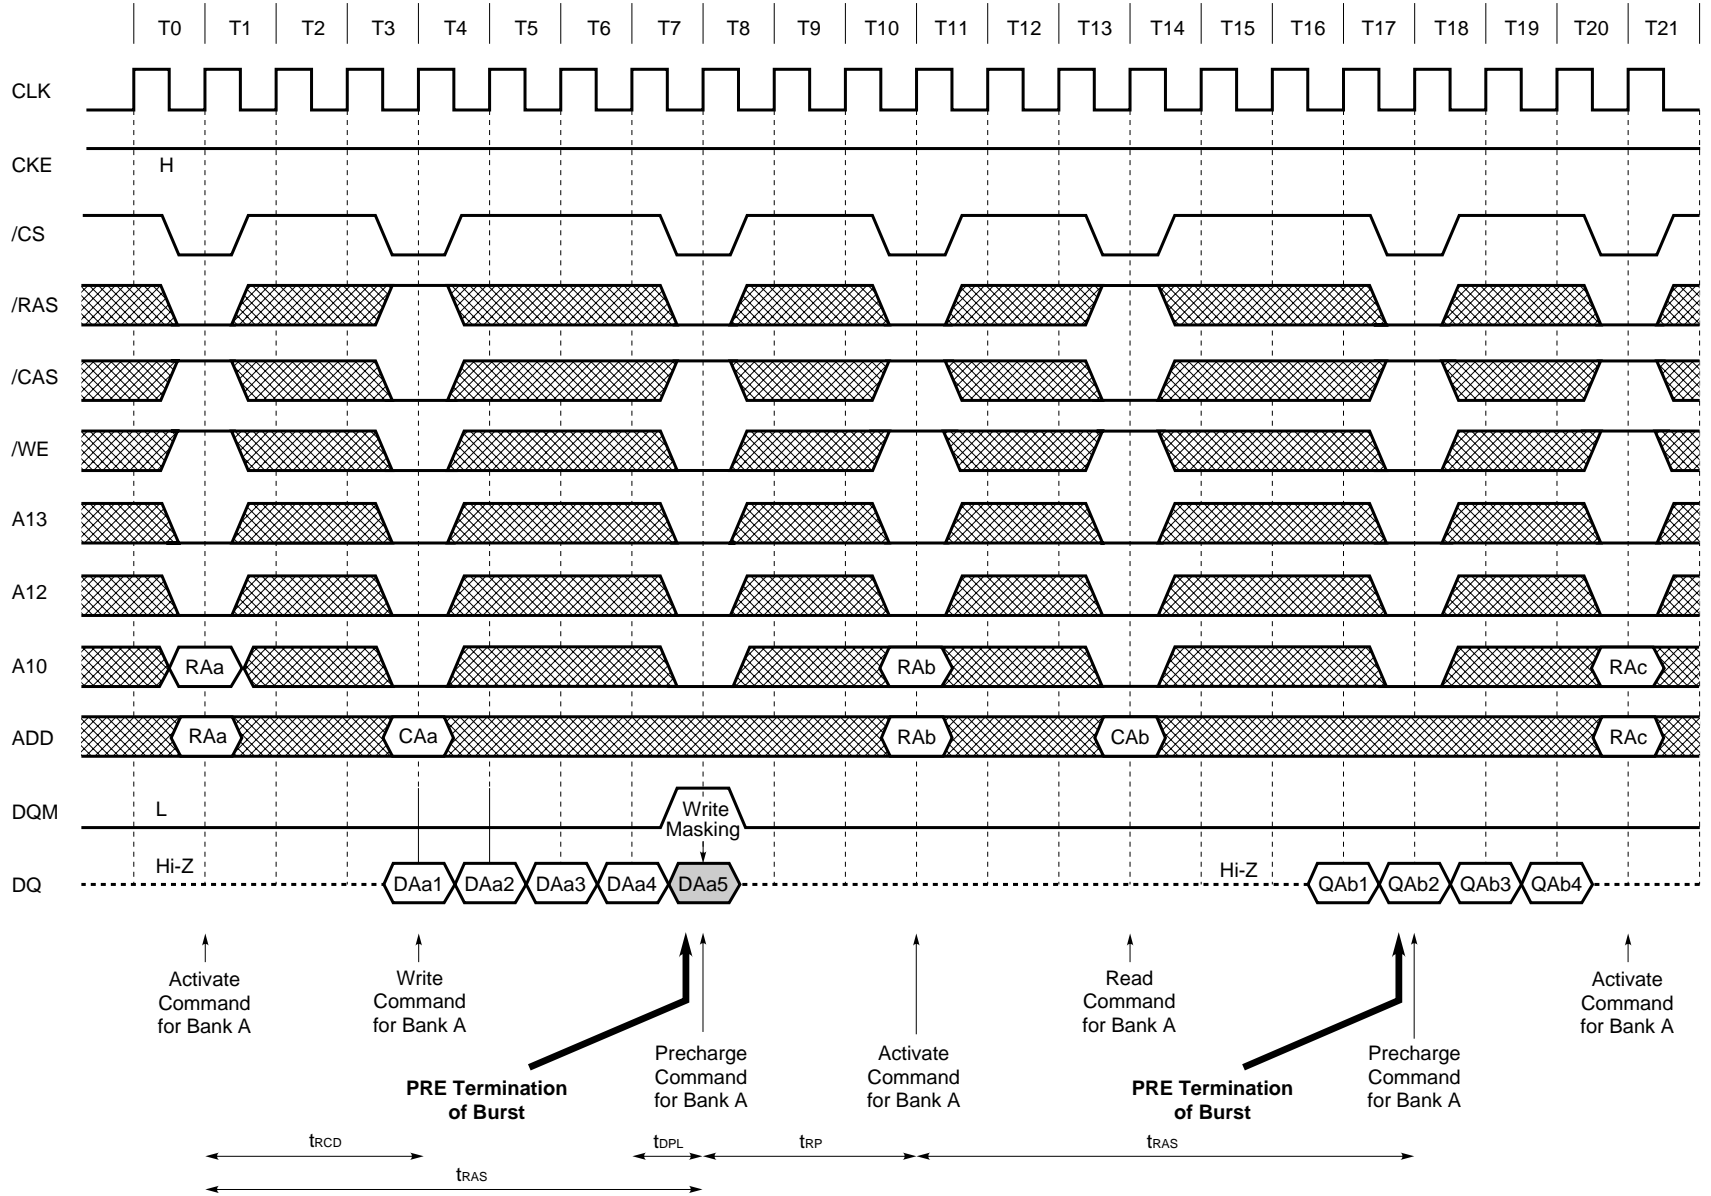 T0 T1 T2 T3 T4 T5 T6 T7 T8 T9 T10 T11 T12 T13 T14 T15 T16 T17 T18 T19 T20 T21
CLK
CKE H
/CS
/RAS
/CAS
/WE
A13
A12
A10 RAa RAb RAc
ADD RAa CAa RAb CAb RAc
DQM L Write
Masking
DQ Hi-Z DAa1 DAa2 DAa3 DAa4 DAa5 Hi-Z QAb1 QAb2 QAb3 QAb4
Activate
Command
for Bank A
Write
Command
for Bank A
PRE Termination
of Burst
Precharge
Command
for Bank A
Activate
Command
for Bank A
Read
Command
for Bank A
PRE Termination
of Burst
Precharge
Command
for Bank A
Activate
Command
for Bank A
tRCD tDPL tRP tRAS
tRAS